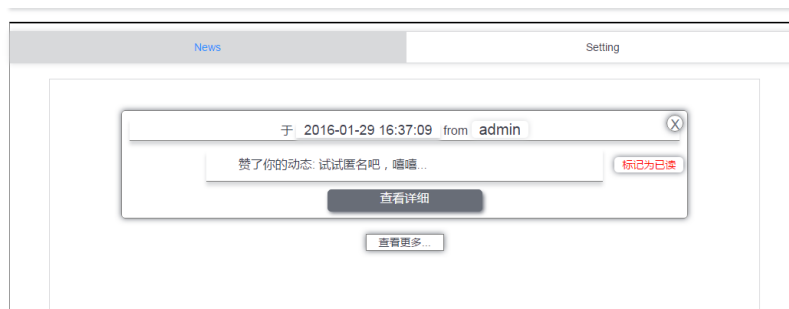 News Setting
于 2016-01-29 16:37:09 from admin X
赞了你的动态: 试试匿名吧，嘻嘻... 标记为已读
查看详细
查看更多...